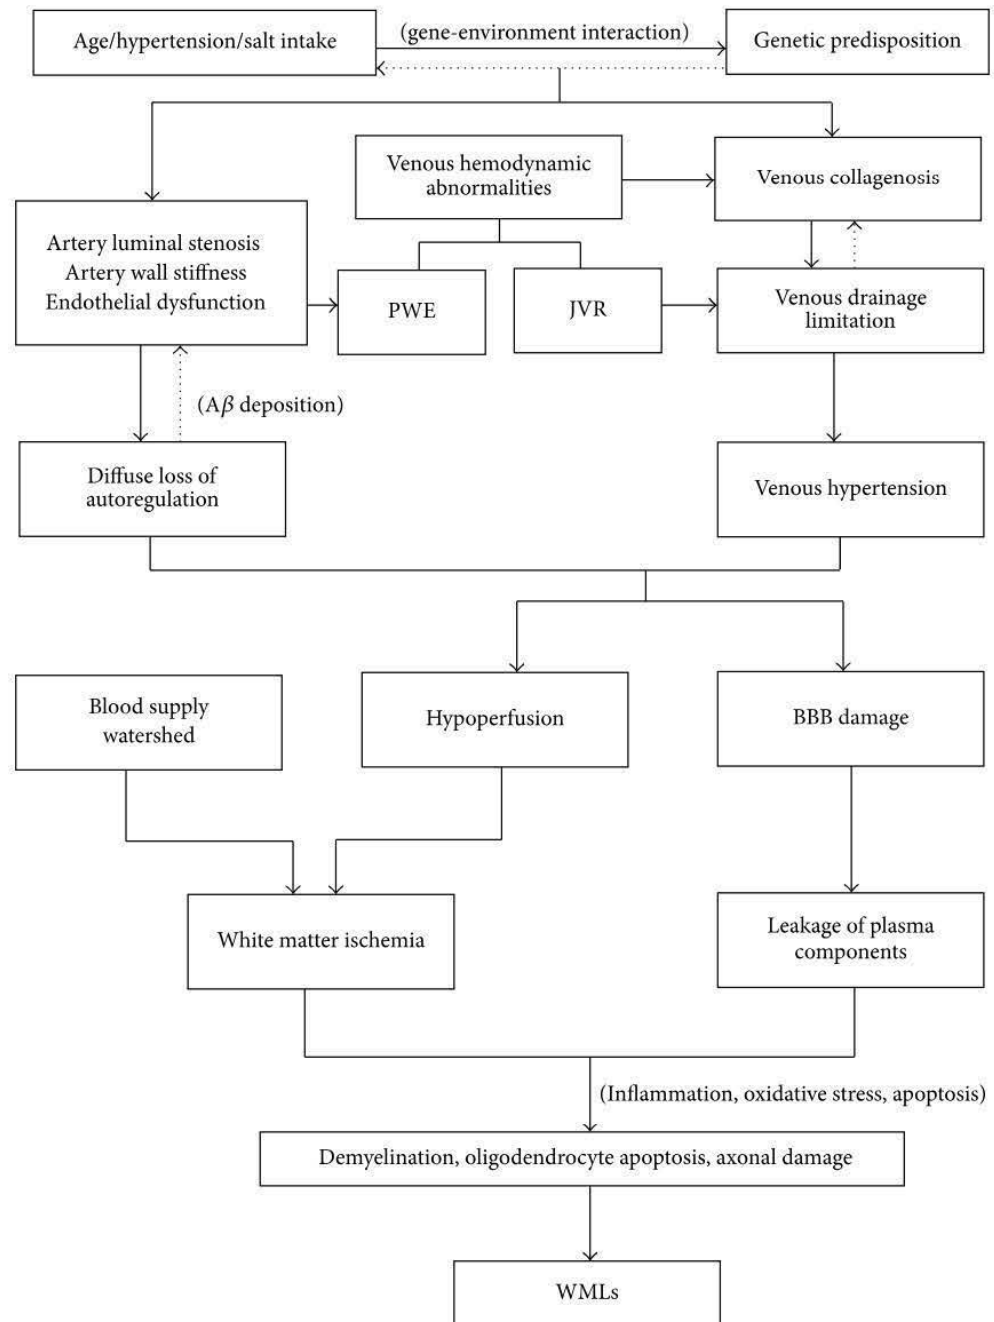 Age/hypertension/salt intake
(gene-environment interaction)
Genetic predisposition
Venous hemodynamic
abnormalities
Venous collagenosis
Artery luminal stenosis
Artery wall stiffness
Endothelial dysfunction
PWE
JVR
Venous drainage
limitation
(Aβ deposition)
Diffuse loss of
autoregulation
Venous hypertension
Blood supply
watershed
Hypoperfusion
BBB damage
White matter ischemia
Leakage of plasma
components
(Inflammation, oxidative stress, apoptosis)
Demyelination, oligodendrocyte apoptosis, axonal damage
WMLs